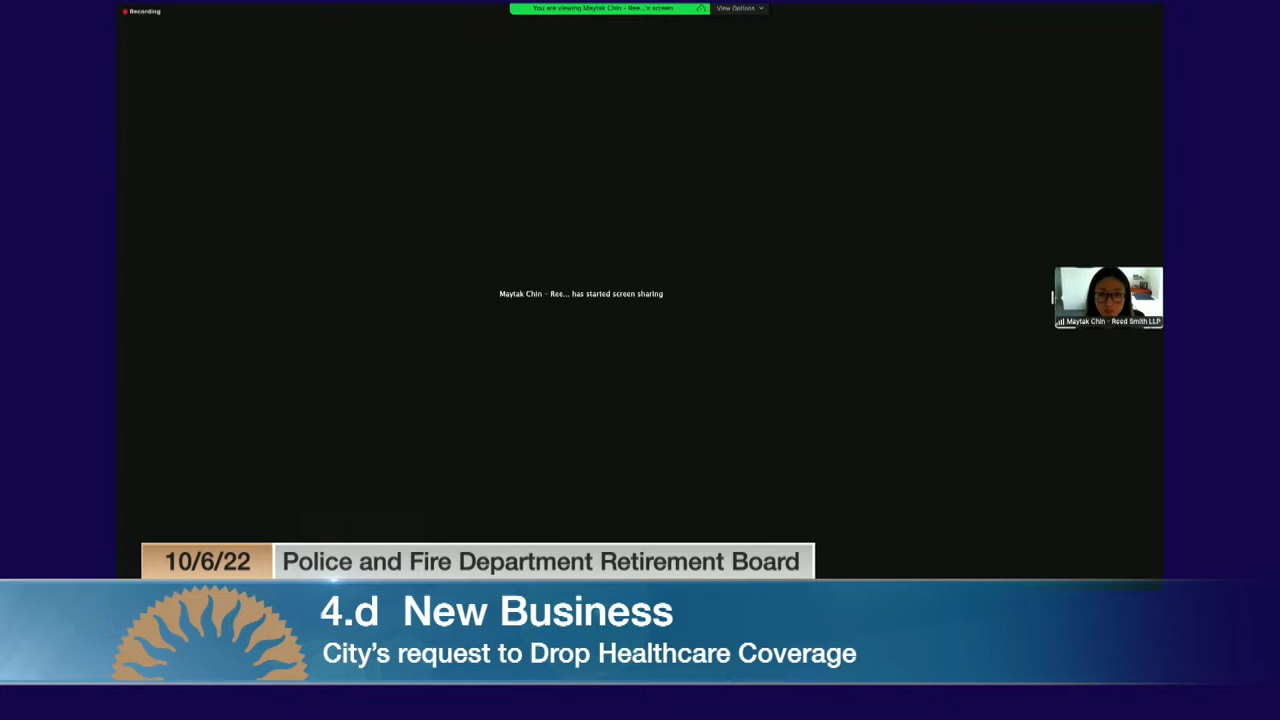 Recording
You are viewing Maytak Chin - Ree...'s screen
View Options
Maytak Chin - Ree... has started screen sharing
Maytak Chin - Reed Smith LLP
10/6/22
Police and Fire Department Retirement Board
4.d New Business
City's request to Drop Healthcare Coverage